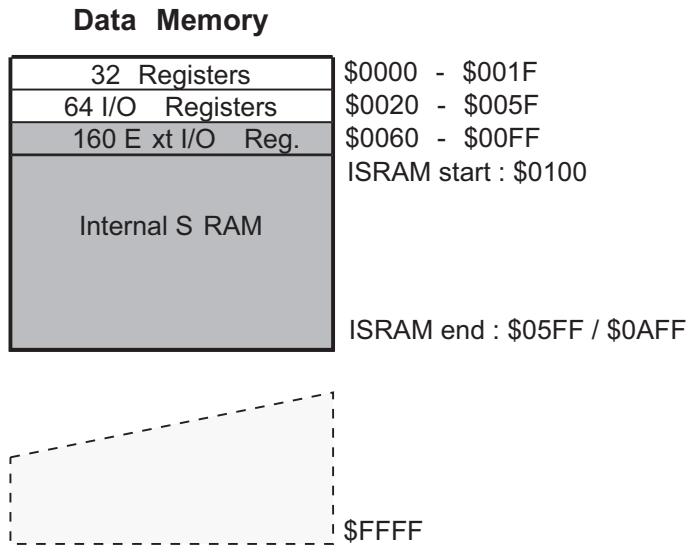 Data Memory
32 Registers $0000 - $001F
64 I/O Registers $0020 - $005F
160 E xt I/O Reg. $0060 - $00FF
ISRAM start : $0100
Internal S RAM
ISRAM end : $05FF / $0AFF
$FFFF